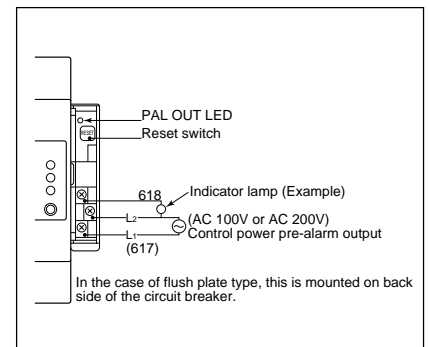 PAL OUT LED
RESET
Reset switch
618
Indicator lamp (Example)
L2
(AC 100V or AC 200V)
L1
Control power pre-alarm output
(617)
In the case of flush plate type, this is mounted on back
side of the circuit breaker.